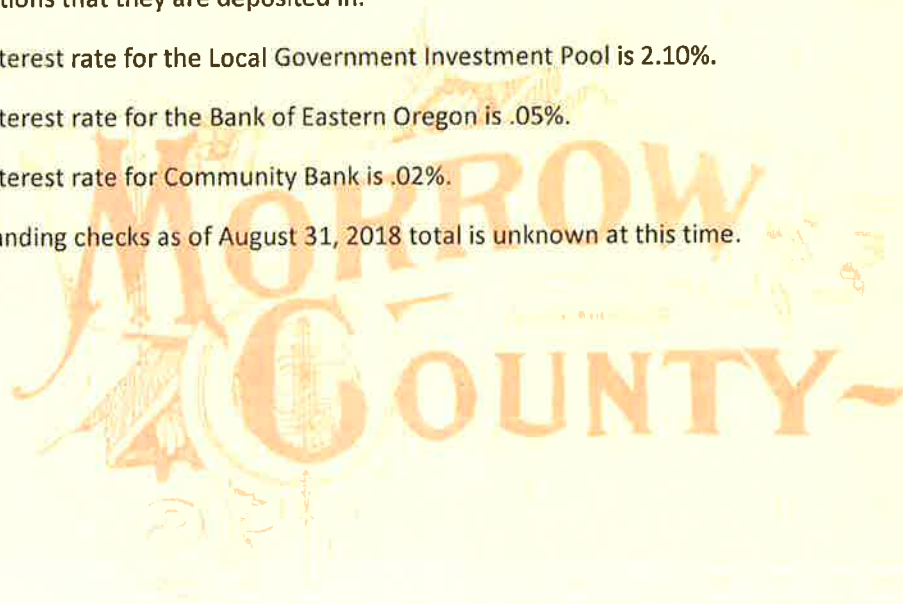 tions that they are deposited in.
terest rate for the Local Government Investment Pool is 2.10%.
terest rate for the Bank of Eastern Oregon is .05%.
terest rate for Community Bank is .02%.
anding checks as of August 31, 2018 total is unknown at this time.
MORROW
COUNTY